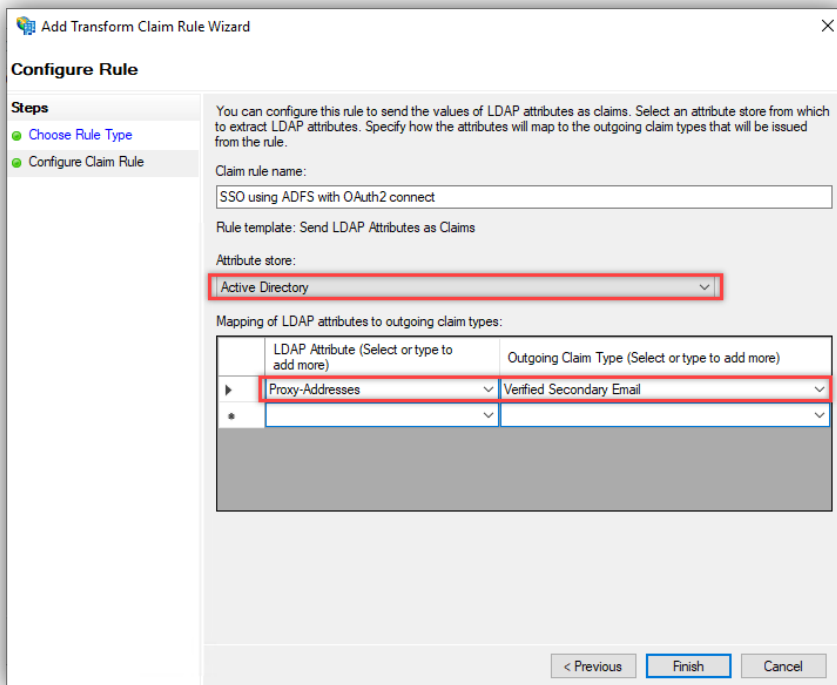 Add Transform Claim Rule Wizard
Configure Rule
Steps
Choose Rule Type
Configure Claim Rule
You can configure this rule to send the values of LDAP attributes as claims. Select an attribute store from which
to extract LDAP attributes. Specify how the attributes will map to the outgoing claim types that will be issued
from the rule.
Claim rule name:
SSO using ADFS with OAuth2 connect
Rule template: Send LDAP Attributes as Claims
Attribute store:
Active Directory
Mapping of LDAP attributes to outgoing claim types:
LDAP Attribute (Select or type to
add more)
Outgoing Claim Type (Select or type to add more)
Proxy-Addresses
Verified Secondary Email
< Previous
Finish
Cancel